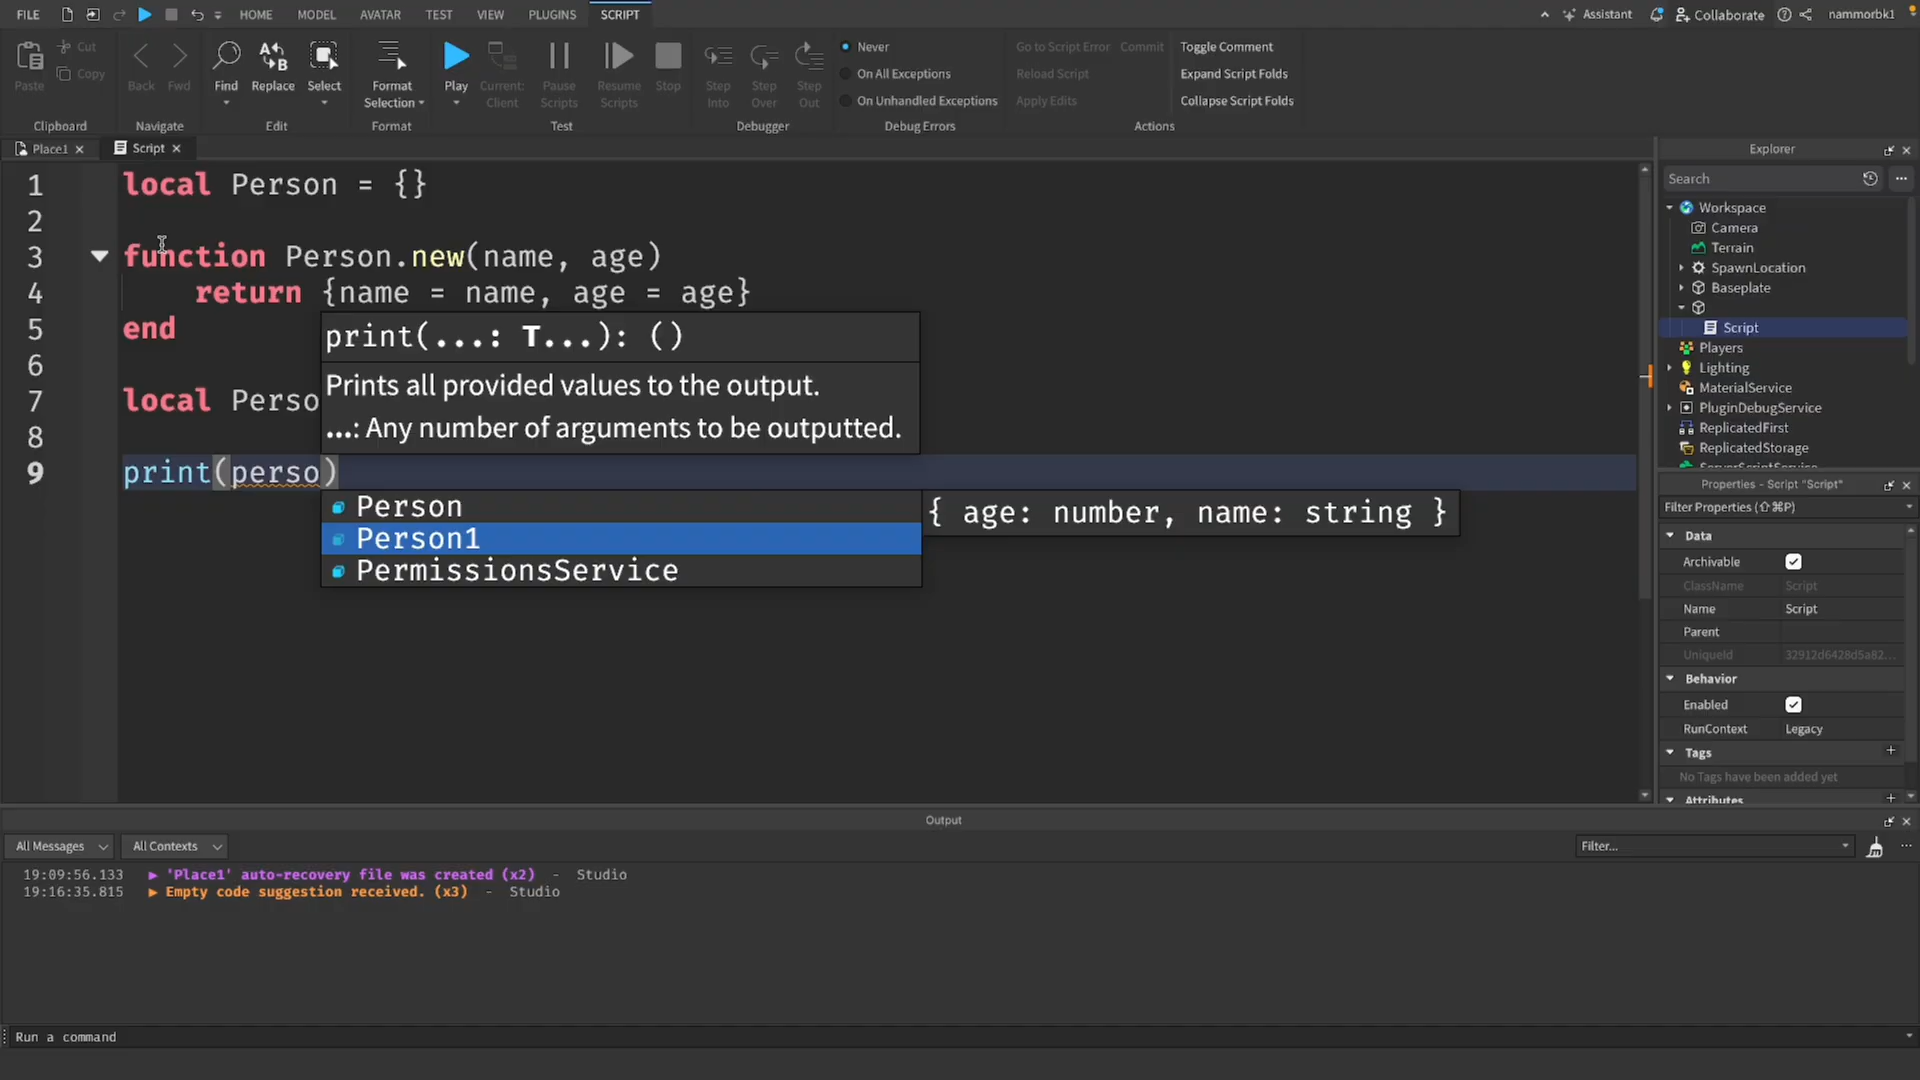 FILE
HOME
MODEL
AVATAR
TEST
VIEW
PLUGINS
SCRIPT
Assistant
Collaborate
nammorbk1
Paste
Cut
Copy
Clipboard
Back
Fwd
Navigate
Find
Replace
Select
Edit
Format
Selection
Format
Play
Current:
Client
Pause
Scripts
Resume
Scripts
Stop
Test
Step
Into
Step
Over
Step
Out
Debugger
Never
On All Exceptions
On Unhandled Exceptions
Debug Errors
Go to Script Error
Commit
Reload Script
Apply Edits
Toggle Comment
Expand Script Folds
Collapse Script Folds
Actions
Place1
Script
1 local Person = {}
2
3 function Person.new(name, age)
4 return {name = name, age = age}
5 end
6
7 local Perso
8
9 print(perso)
print(...: T...): ()
Prints all provided values to the output.
...: Any number of arguments to be outputted.
Person
Person1
PermissionsService
{ age: number, name: string }
Explorer
Search
Workspace
Camera
Terrain
SpawnLocation
Baseplate
Script
Players
Lighting
MaterialService
PluginDebugService
ReplicatedFirst
ReplicatedStorage
ServerScriptService
Properties - Script "Script"
Filter Properties (⇧⌘P)
Data
Archivable
ClassName Script
Name Script
Parent
UniqueId 32912d6428d5a82...
Behavior
Enabled
RunContext Legacy
Tags
No Tags have been added yet
Attributes
Output
All Messages
All Contexts
Filter...
19:09:56.133 ▶ 'Place1' auto-recovery file was created (x2) - Studio
19:16:35.815 ▶ Empty code suggestion received. (x3) - Studio
Run a command